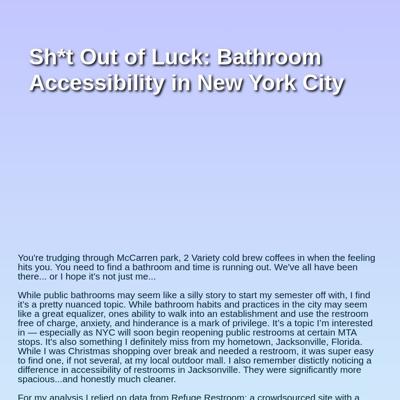 Sh*t Out of Luck: Bathroom
Accessibility in New York City
You're trudging through McCarren park, 2 Variety cold brew coffees in when the feeling
hits you. You need to find a bathroom and time is running out. We've all have been
there... or I hope it's not just me...
While public bathrooms may seem like a silly story to start my semester off with, I find
it's a pretty nuanced topic. While bathroom habits and practices in the city may seem
like a great equalizer, ones ability to walk into an establishment and use the restroom
free of charge, anxiety, and hinderance is a mark of privilege. It's a topic I'm interested
in — especially as NYC will soon begin reopening public restrooms at certain MTA
stops. It's also something I definitely miss from my hometown, Jacksonville, Florida.
While I was Christmas shopping over break and needed a restroom, it was super easy
to find one, if not several, at my local outdoor mall. I also remember distictly noticing a
difference in accessibility of restrooms in Jacksonville. They were significantly more
spacious...and honestly much cleaner.
For my analysis I relied on data from Refuge Restroom: a crowdsourced site with a